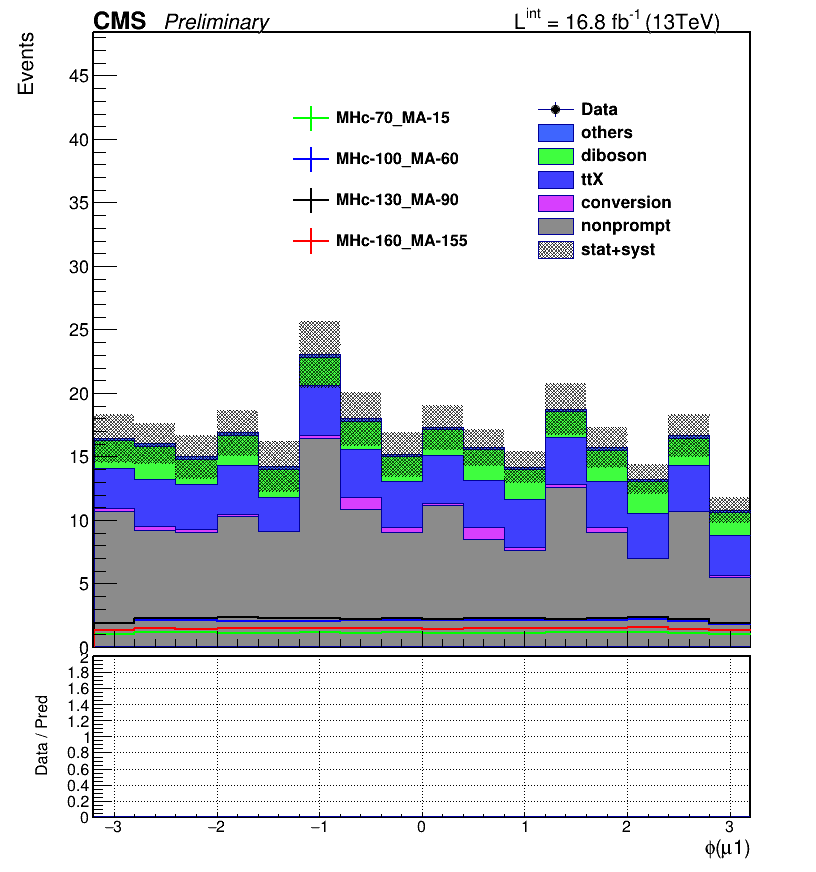 CMS Preliminary L^int = 16.8 fb^-1 (13TeV)
Events
45
40
35
30
25
20
15
10
5
0
MHc-70_MA-15
MHc-100_MA-60
MHc-130_MA-90
MHc-160_MA-155
Data
others
diboson
ttX
conversion
nonprompt
stat+syst
Data / Pred
2
1.8
1.6
1.4
1.2
1
0.8
0.6
0.4
0.2
0
−3 −2 −1 0 1 2 3
ϕ(μ1)